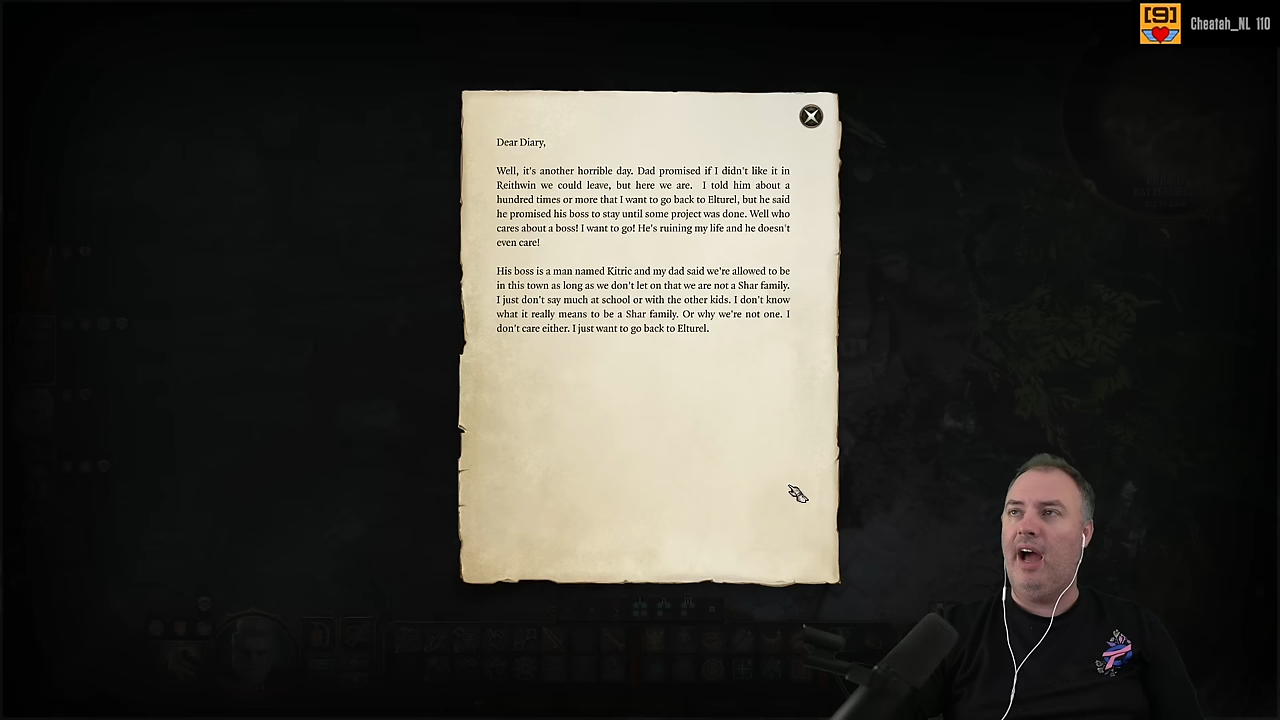 [9]
Cheatah_NL 110
Dear Diary,
Well, it's another horrible day. Dad promised if I didn't like it in
Reithwin we could leave, but here we are. I told him about a
hundred times or more that I want to go back to Elturel, but he said
he promised his boss to stay until some project was done. Well who
cares about a boss! I want to go! He's ruining my life and he doesn't
even care!
His boss is a man named Kitric and my dad said we're allowed to be
in this town as long as we don't let on that we are not a Shar family.
I just don't say much at school or with the other kids. I don't know
what it really means to be a Shar family. Or why we're not one. I
don't care either. I just want to go back to Elturel.